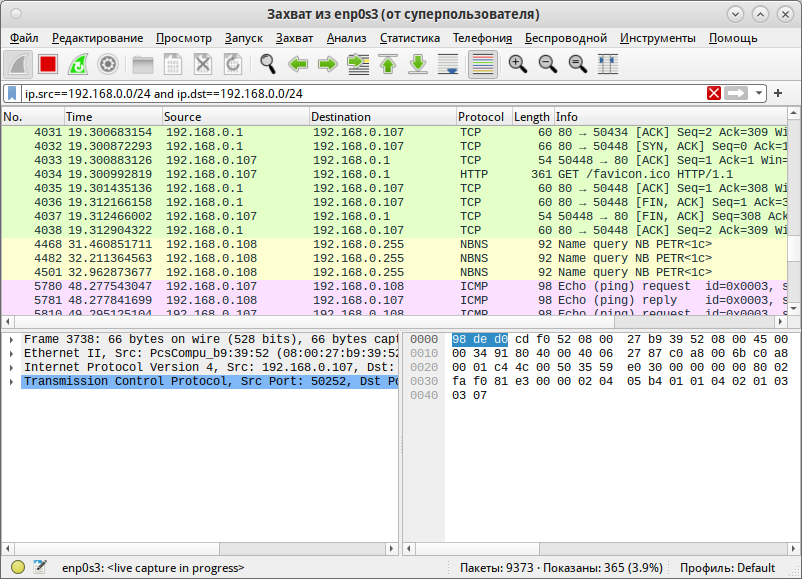 Захват из enp0s3 (от суперпользователя)
Файл Редактирование Просмотр Запуск Захват Анализ Статистика Телефония Беспроводной Инструменты Помощь
ip.src==192.168.0.0/24 and ip.dst==192.168.0.0/24
No. Time Source Destination Protocol Length Info
4031 19.300683154 192.168.0.1 192.168.0.107 TCP 60 80 → 50434 [ACK] Seq=2 Ack=309 Wi
4032 19.300872293 192.168.0.1 192.168.0.107 TCP 66 80 → 50448 [SYN, ACK] Seq=0 Ack=1
4033 19.300883126 192.168.0.107 192.168.0.1 TCP 54 50448 → 80 [ACK] Seq=1 Ack=1 Win=
4034 19.300992819 192.168.0.107 192.168.0.1 HTTP 361 GET /favicon.ico HTTP/1.1
4035 19.301435136 192.168.0.1 192.168.0.107 TCP 60 80 → 50448 [ACK] Seq=1 Ack=308 Wi
4036 19.312166158 192.168.0.1 192.168.0.107 TCP 60 80 → 50448 [FIN, ACK] Seq=1 Ack=3
4037 19.312466002 192.168.0.107 192.168.0.1 TCP 54 50448 → 80 [FIN, ACK] Seq=308 Ack
4038 19.312904322 192.168.0.1 192.168.0.107 TCP 60 80 → 50448 [ACK] Seq=2 Ack=309 Wi
4468 31.460851711 192.168.0.108 192.168.0.255 NBNS 92 Name query NB PETR<1c>
4482 32.211364563 192.168.0.108 192.168.0.255 NBNS 92 Name query NB PETR<1c>
4501 32.962873677 192.168.0.108 192.168.0.255 NBNS 92 Name query NB PETR<1c>
5780 48.277543047 192.168.0.107 192.168.0.108 ICMP 98 Echo (ping) request id=0x0003, s
5781 48.277841699 192.168.0.108 192.168.0.107 ICMP 98 Echo (ping) reply id=0x0003, s
5810 49.295125104 192.168.0.107 192.168.0.108 ICMP 98 Echo (ping) request id=0x0003, s
Frame 3738: 66 bytes on wire (528 bits), 66 bytes capt
Ethernet II, Src: PcsCompu_b9:39:52 (08:00:27:b9:39:52
Internet Protocol Version 4, Src: 192.168.0.107, Dst:
Transmission Control Protocol, Src Port: 50252, Dst Po
0000 98 de d0 cd f0 52 08 00 27 b9 39 52 08 00 45 00
0010 00 34 91 80 40 00 40 06 27 87 c0 a8 00 6b c0 a8
0020 00 01 c4 4c 00 50 35 59 e0 30 00 00 00 00 80 02
0030 fa f0 81 e3 00 00 02 04 05 b4 01 01 04 02 01 03
0040 03 07
enp0s3: <live capture in progress> Пакеты: 9373 · Показаны: 365 (3.9%) Профиль: Default